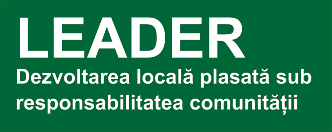 LEADER
Dezvoltarea locală plasată sub
responsabilitatea comunității